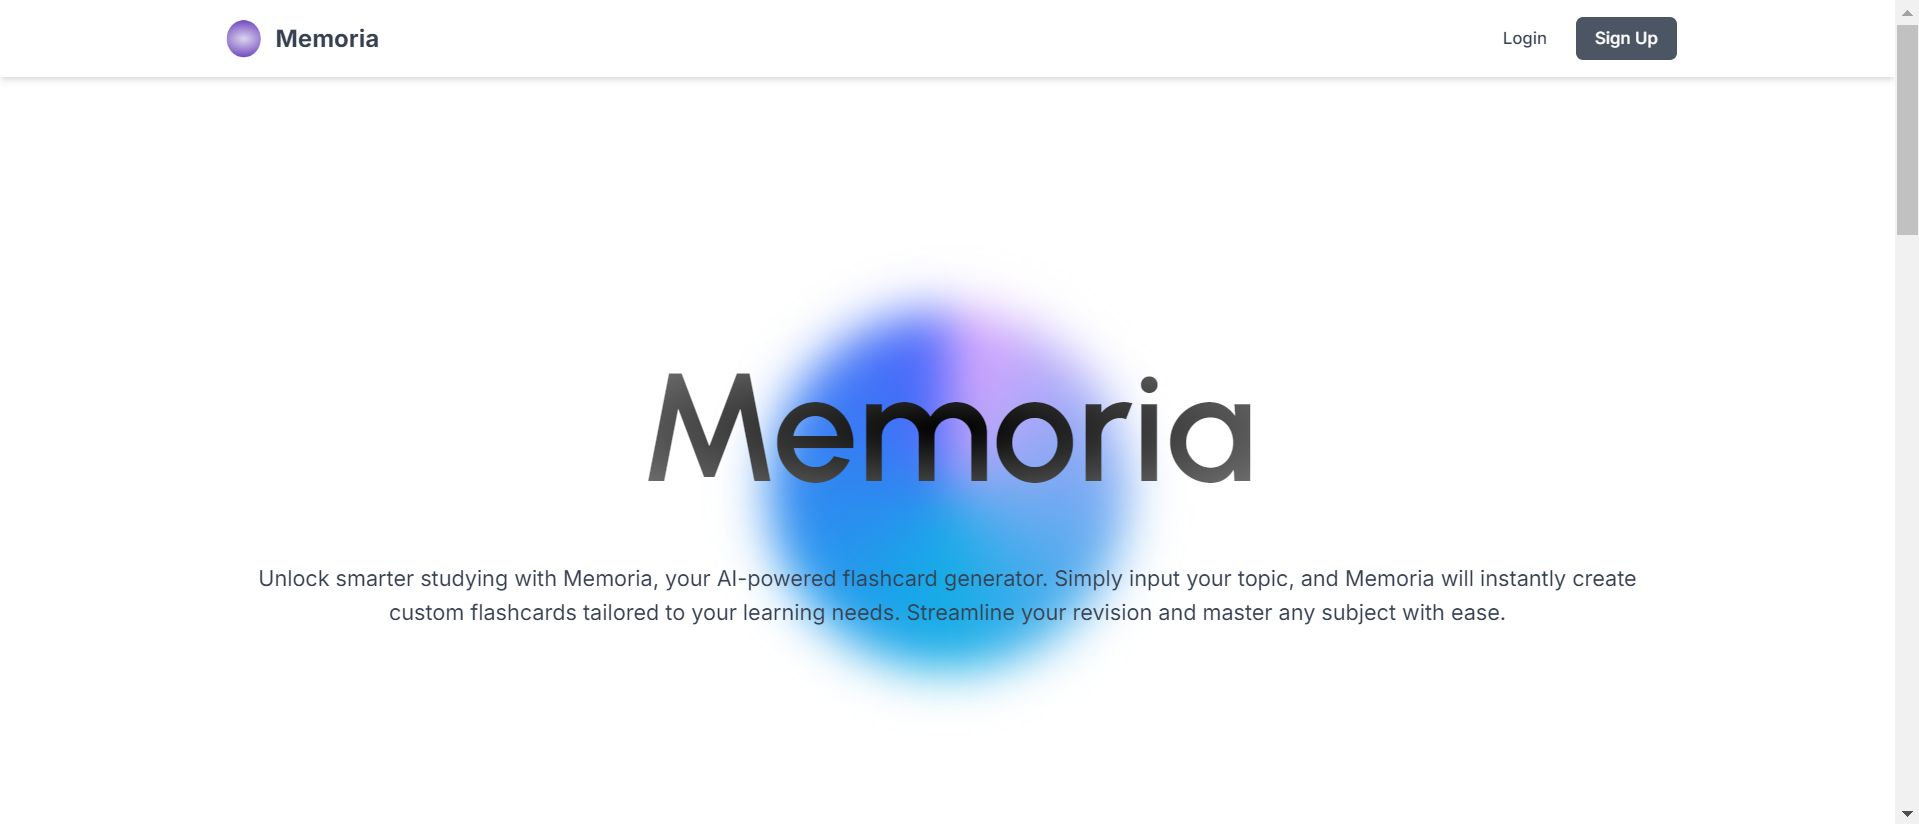 Memoria
Login
Sign Up
Memoria
Unlock smarter studying with Memoria, your AI-powered flashcard generator. Simply input your topic, and Memoria will instantly create
custom flashcards tailored to your learning needs. Streamline your revision and master any subject with ease.